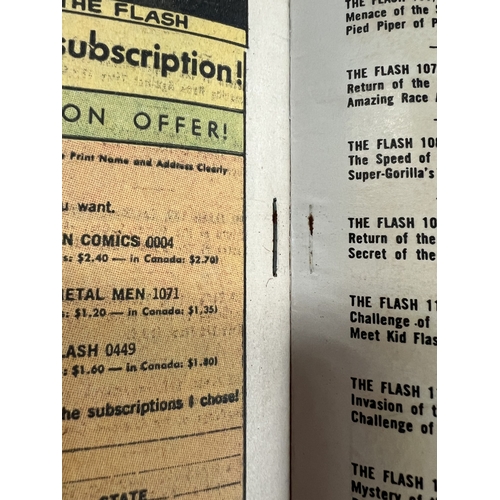 THE FLASH
subscription!
ON OFFER!
Print Name and Address Clearly
you want.
COMICS 0004
$2.40 — in Canada: $2.70)
METAL MEN 1071
$1.20 — in Canada: $1.35)
FLASH 0449
$1.60 — in Canada: $1.80)
the subscriptions I chose!
STATE
Menace of the
Pied Piper of
THE FLASH 107
Return of the
Amazing Race
THE FLASH 108
The Speed of
Super-Gorilla's
THE FLASH 10
Return of the
Secret of the
THE FLASH 11
Challenge of
Meet Kid Flas
THE FLASH 1
Invasion of t
Challenge of
THE FLASH 1
Mystery of